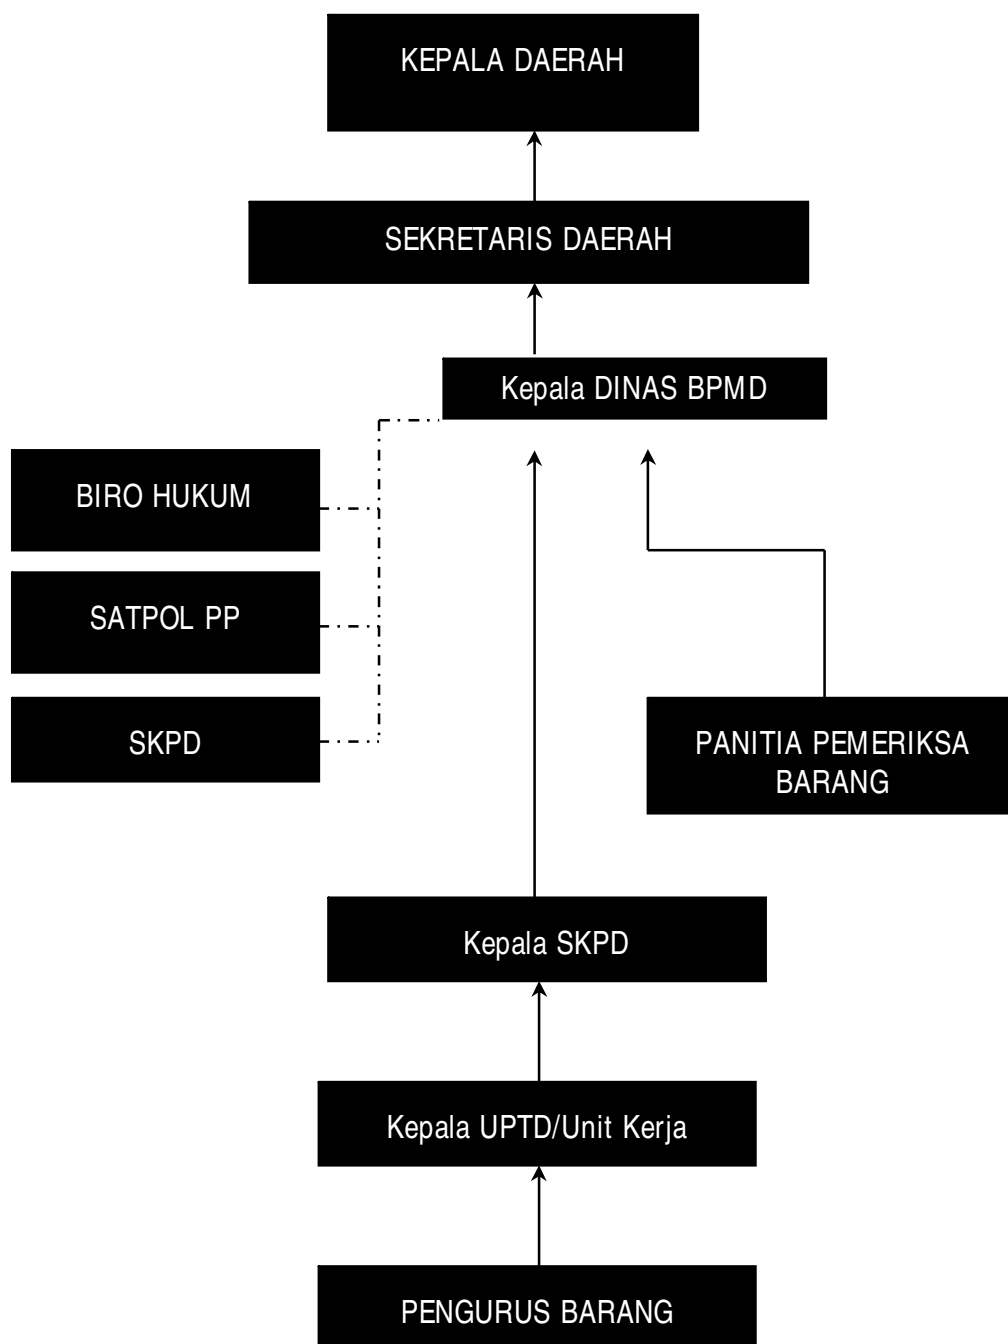 KEPALA DAERAH
SEKRETARIS DAERAH
Kepala DINAS BPMD
BIRO HUKUM
SATPOL PP
SKPD
PANITIA PEMERIKSA
BARANG
Kepala SKPD
Kepala UPTD/Unit Kerja
PENGURUS BARANG